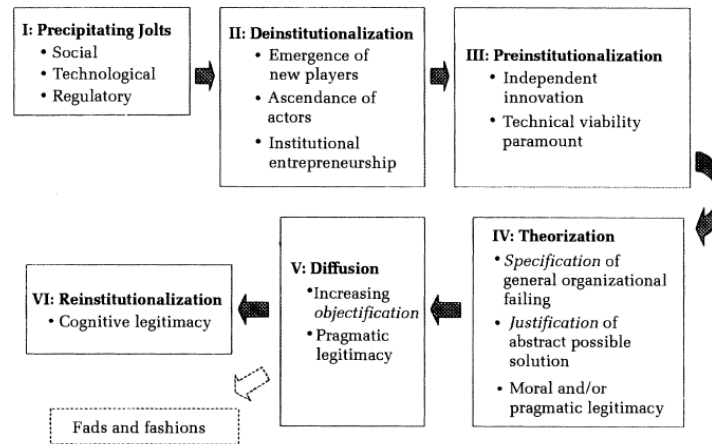 I: Precipitating Jolts
• Social
• Technological
• Regulatory
II: Deinstitutionalization
• Emergence of
new players
• Ascendance of
actors
• Institutional
entrepreneurship
III: Preinstitutionalization
• Independent
innovation
• Technical viability
paramount
IV: Theorization
• Specification of
general organizational
failing
• Justification of
abstract possible
solution
• Moral and/or
pragmatic legitimacy
V: Diffusion
• Increasing
objectification
• Pragmatic
legitimacy
VI: Reinstitutionalization
• Cognitive legitimacy
Fads and fashions